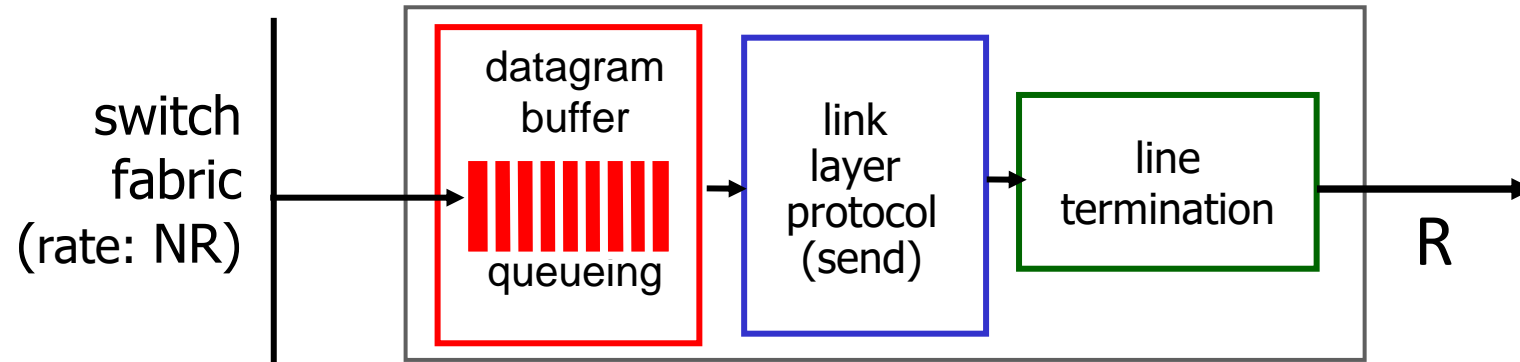 switch
fabric
(rate: NR)
datagram
buffer
queueing
link
layer
protocol
(send)
line
termination
R